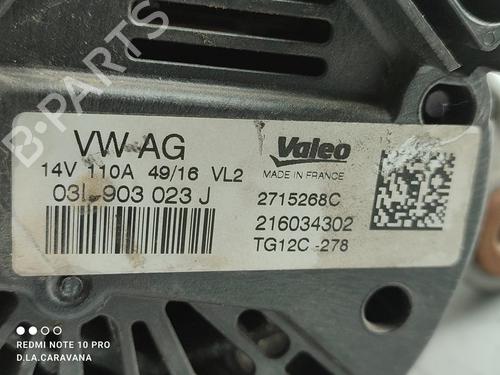 B-PARTS
VW-AG
Valeo
14V 110A 49/16 VL2
MADE IN FRANCE
03L 903 023 J
2715268C
216034302
TG12C -278
REDMI NOTE 10 PRO
D.LA.CARAVANA